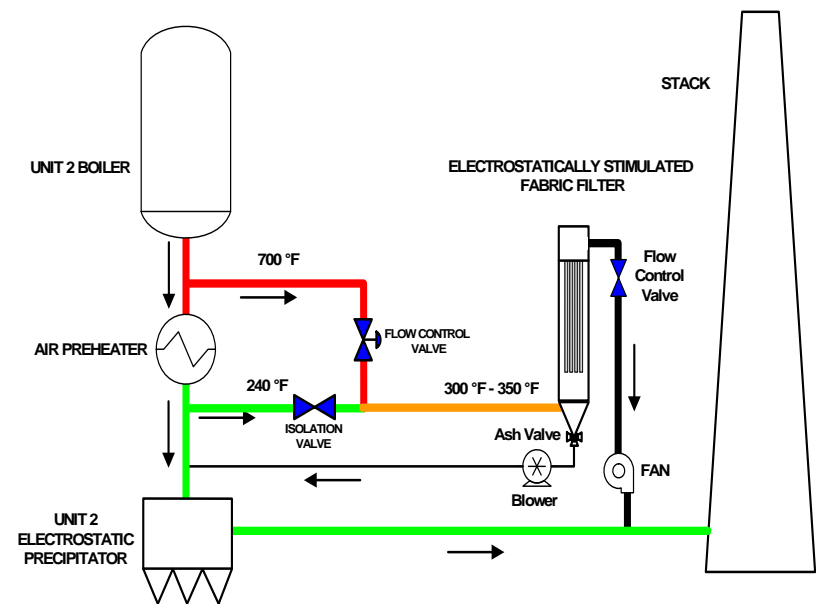 STACK
UNIT 2 BOILER
ELECTROSTATICALLY STIMULATED
FABRIC FILTER
700 °F
Flow
Control
Valve
AIR PREHEATER
FLOW CONTROL
VALVE
240 °F
300 °F - 350 °F
ISOLATION
VALVE
Ash Valve
Blower
FAN
UNIT 2
ELECTROSTATIC
PRECIPITATOR